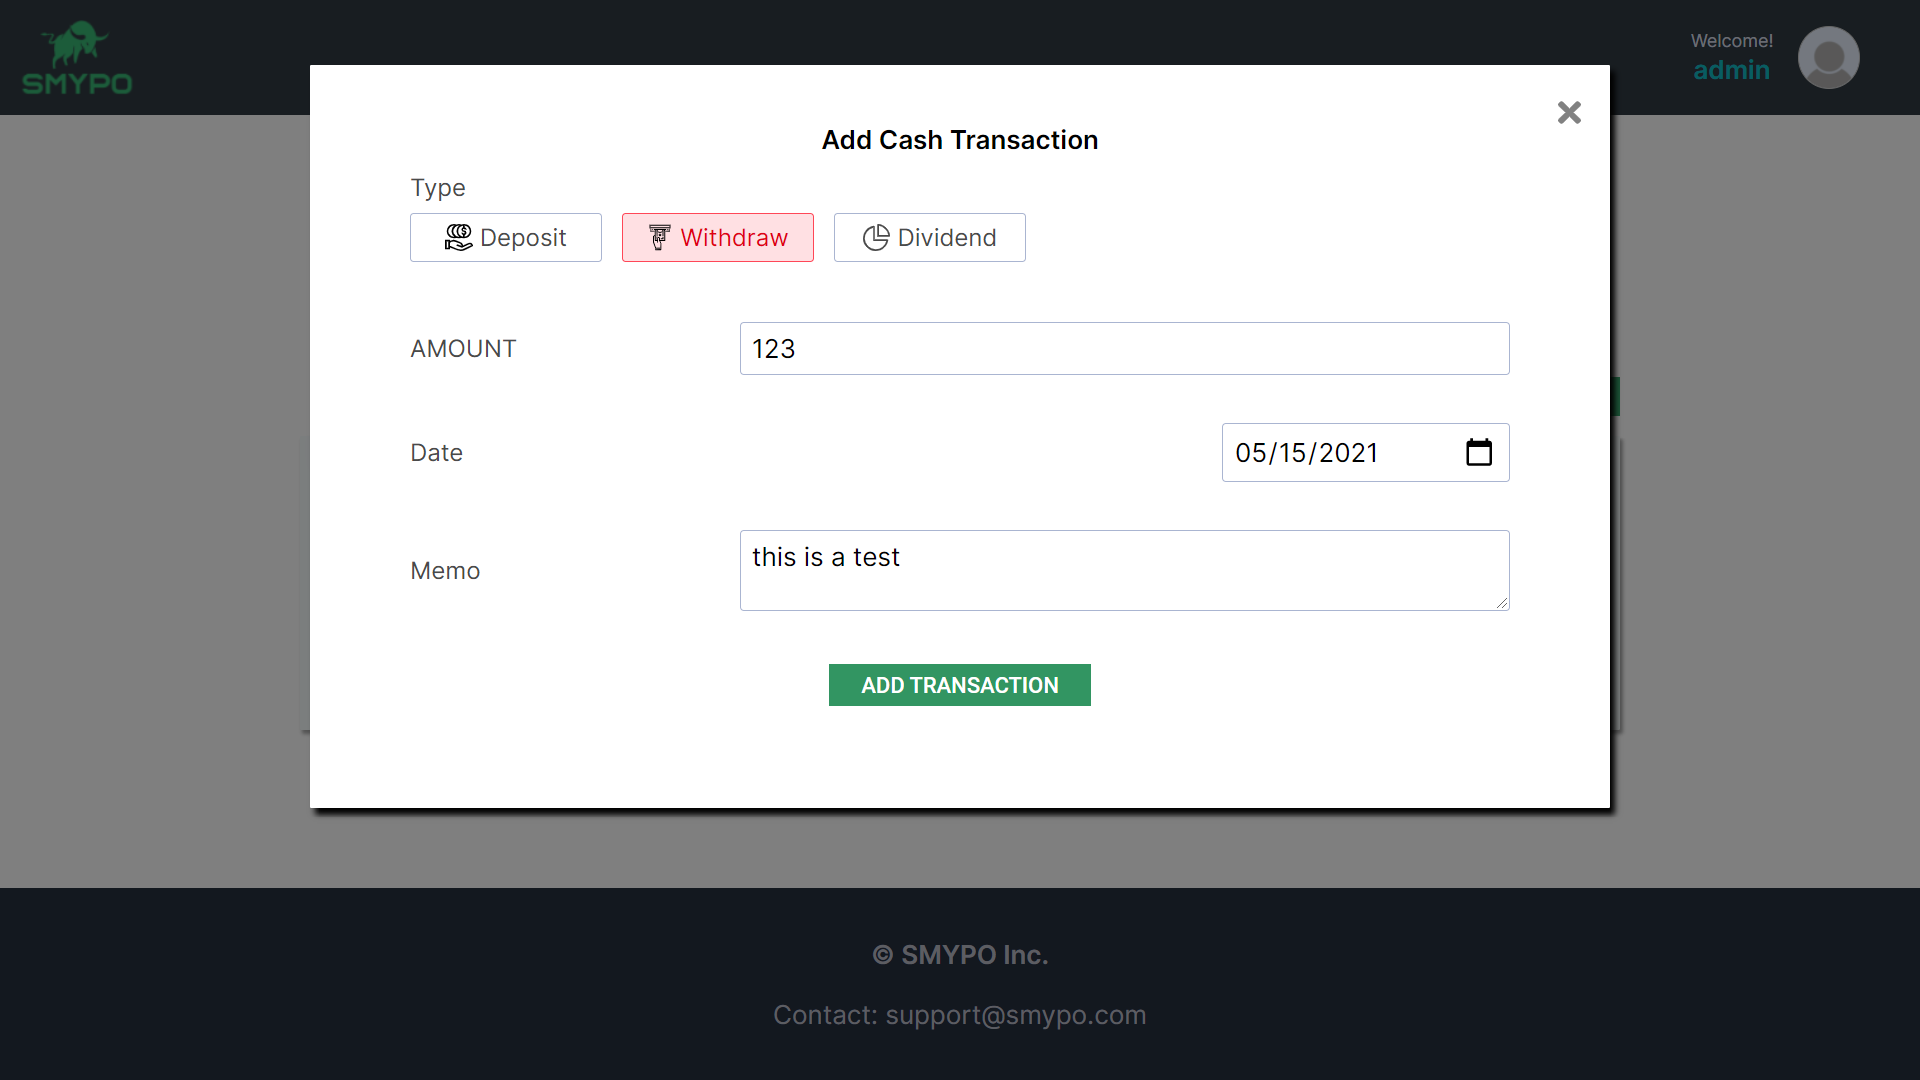 SMYPO
Welcome!
admin
Add Cash Transaction
Type
Deposit
Withdraw
Dividend
AMOUNT
123
Date
05/15/2021
Memo
this is a test
ADD TRANSACTION
© SMYPO Inc.
Contact: support@smypo.com